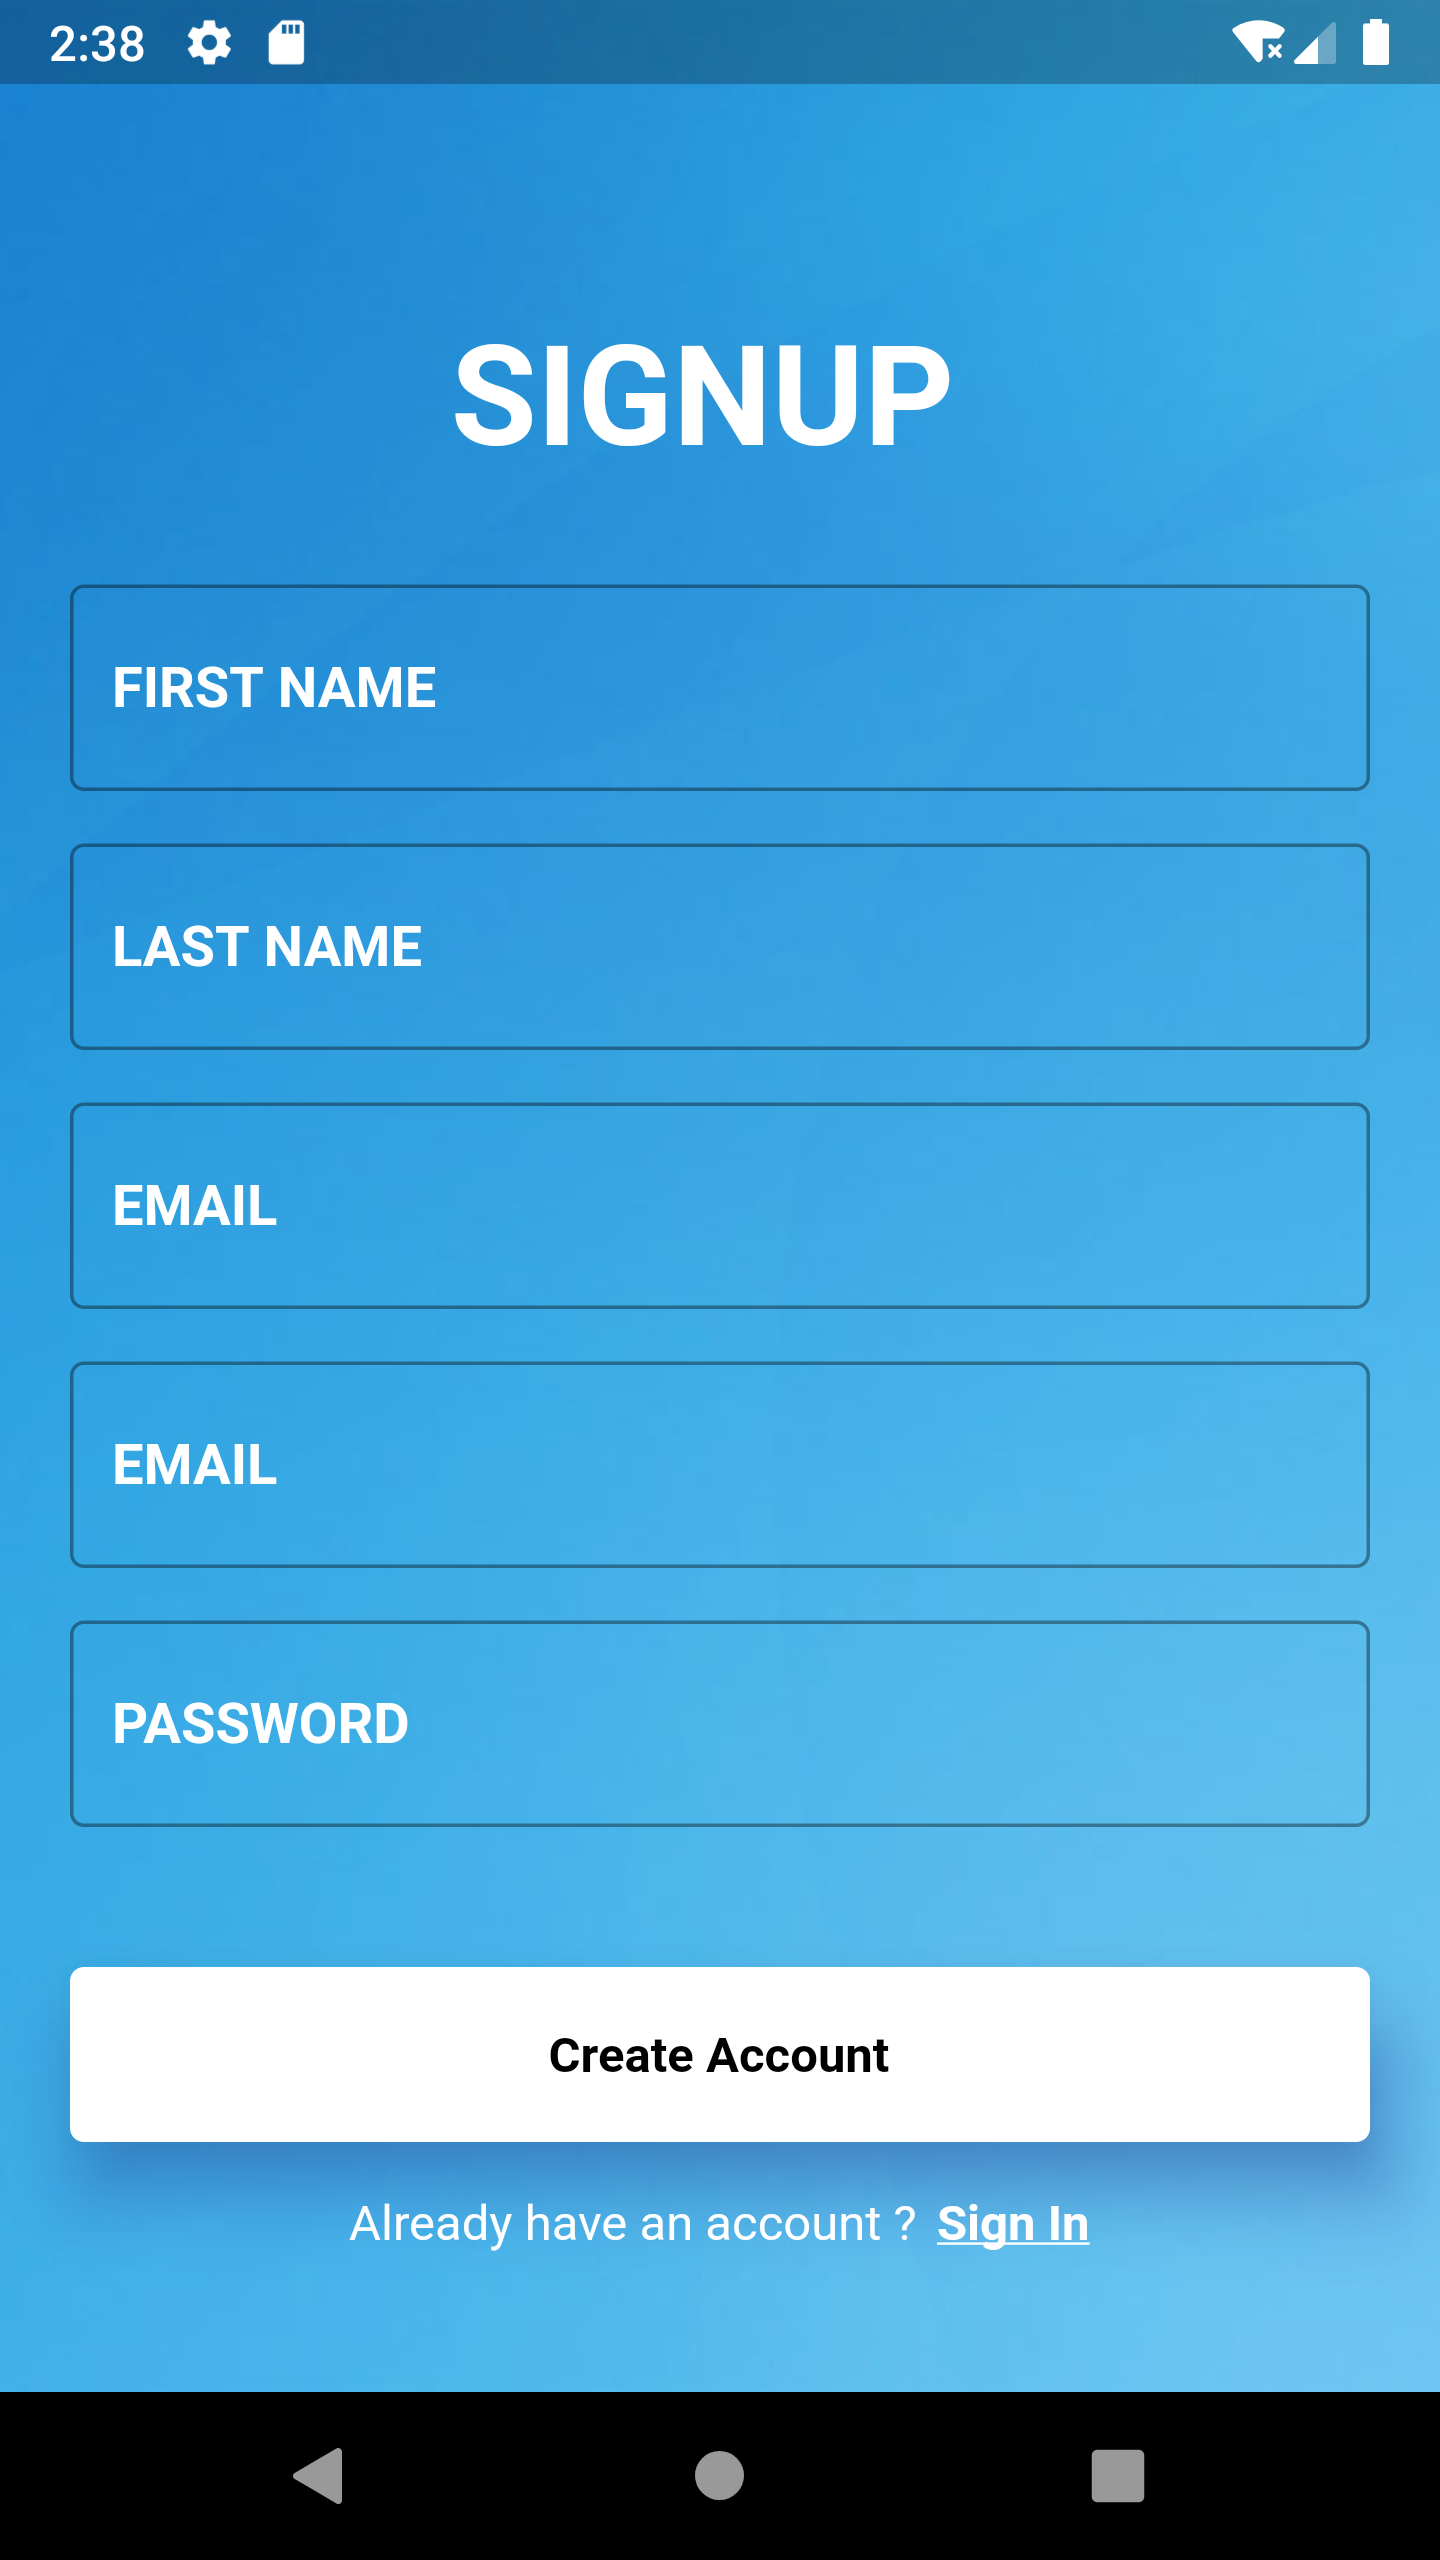 2:38
SIGNUP
FIRST NAME
LAST NAME
EMAIL
EMAIL
PASSWORD
Create Account
Already have an account ? Sign In